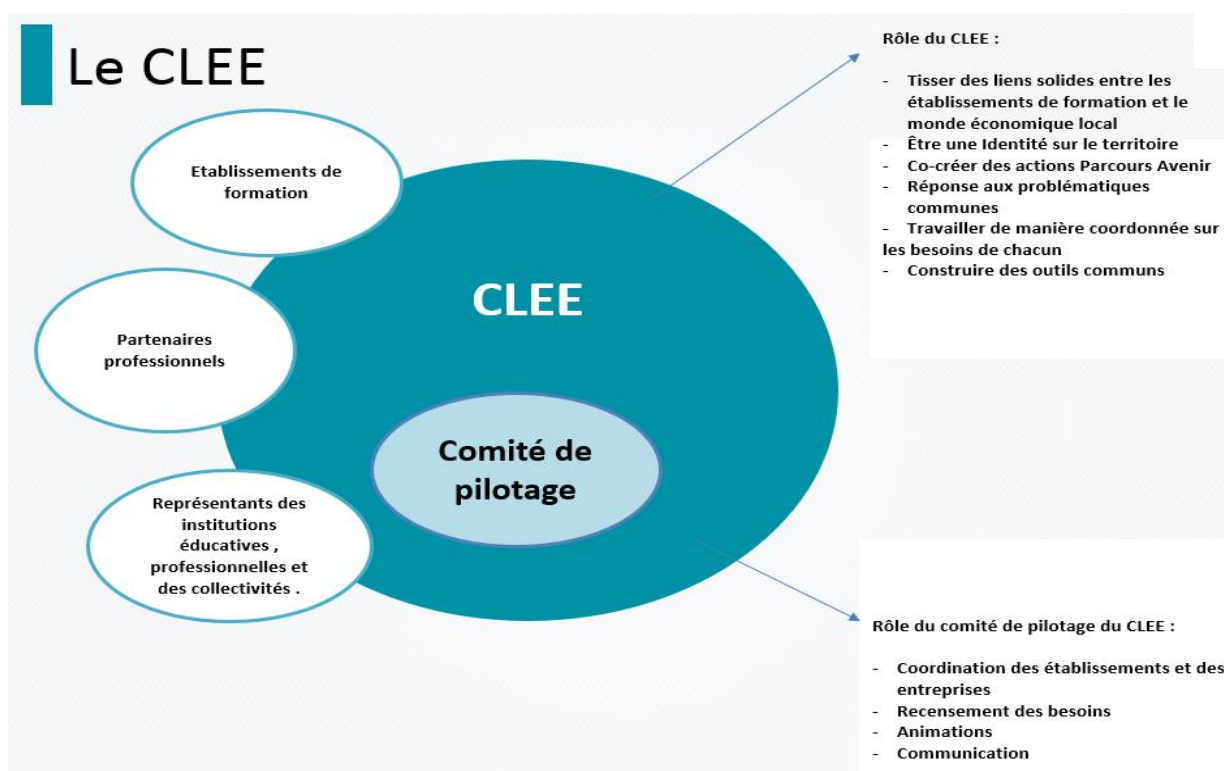 Le CLEE
Etablissements de
formation
Partenaires
professionnels
Représentants des
institutions
éducatives ,
professionnelles et
des collectivités .
CLEE
Comité de
pilotage
Rôle du CLEE :
- Tisser des liens solides entre les
établissements de formation et le
monde économique local
- Être une Identité sur le territoire
- Co-créer des actions Parcours Avenir
- Réponse aux problématiques
communes
- Travailler de manière coordonnée sur
les besoins de chacun
- Construire des outils communs
Rôle du comité de pilotage du CLEE :
- Coordination des établissements et des
entreprises
- Recensement des besoins
- Animations
- Communication